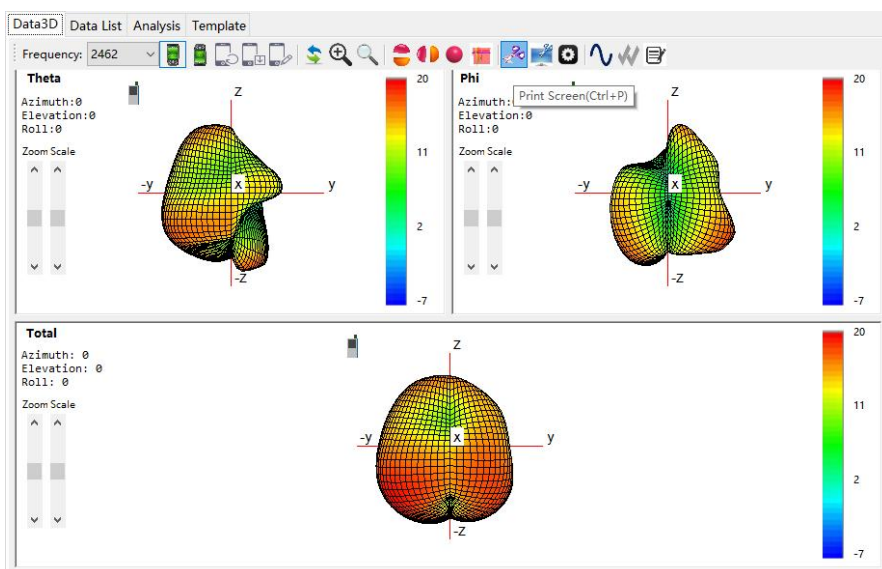 Data3D Data List Analysis Template
Frequency: 2462
Theta
Azimuth:0
Elevation:0
Roll:0
Zoom Scale
Z
-y
x
y
-Z
20
11
2
-7
Phi
Azimuth:
Elevation:0
Roll:0
Zoom Scale
Print Screen(Ctrl+P)
Z
-y
x
y
-Z
20
11
2
-7
Total
Azimuth: 0
Elevation: 0
Roll: 0
Zoom Scale
Z
-y
x
y
-Z
20
11
2
-7